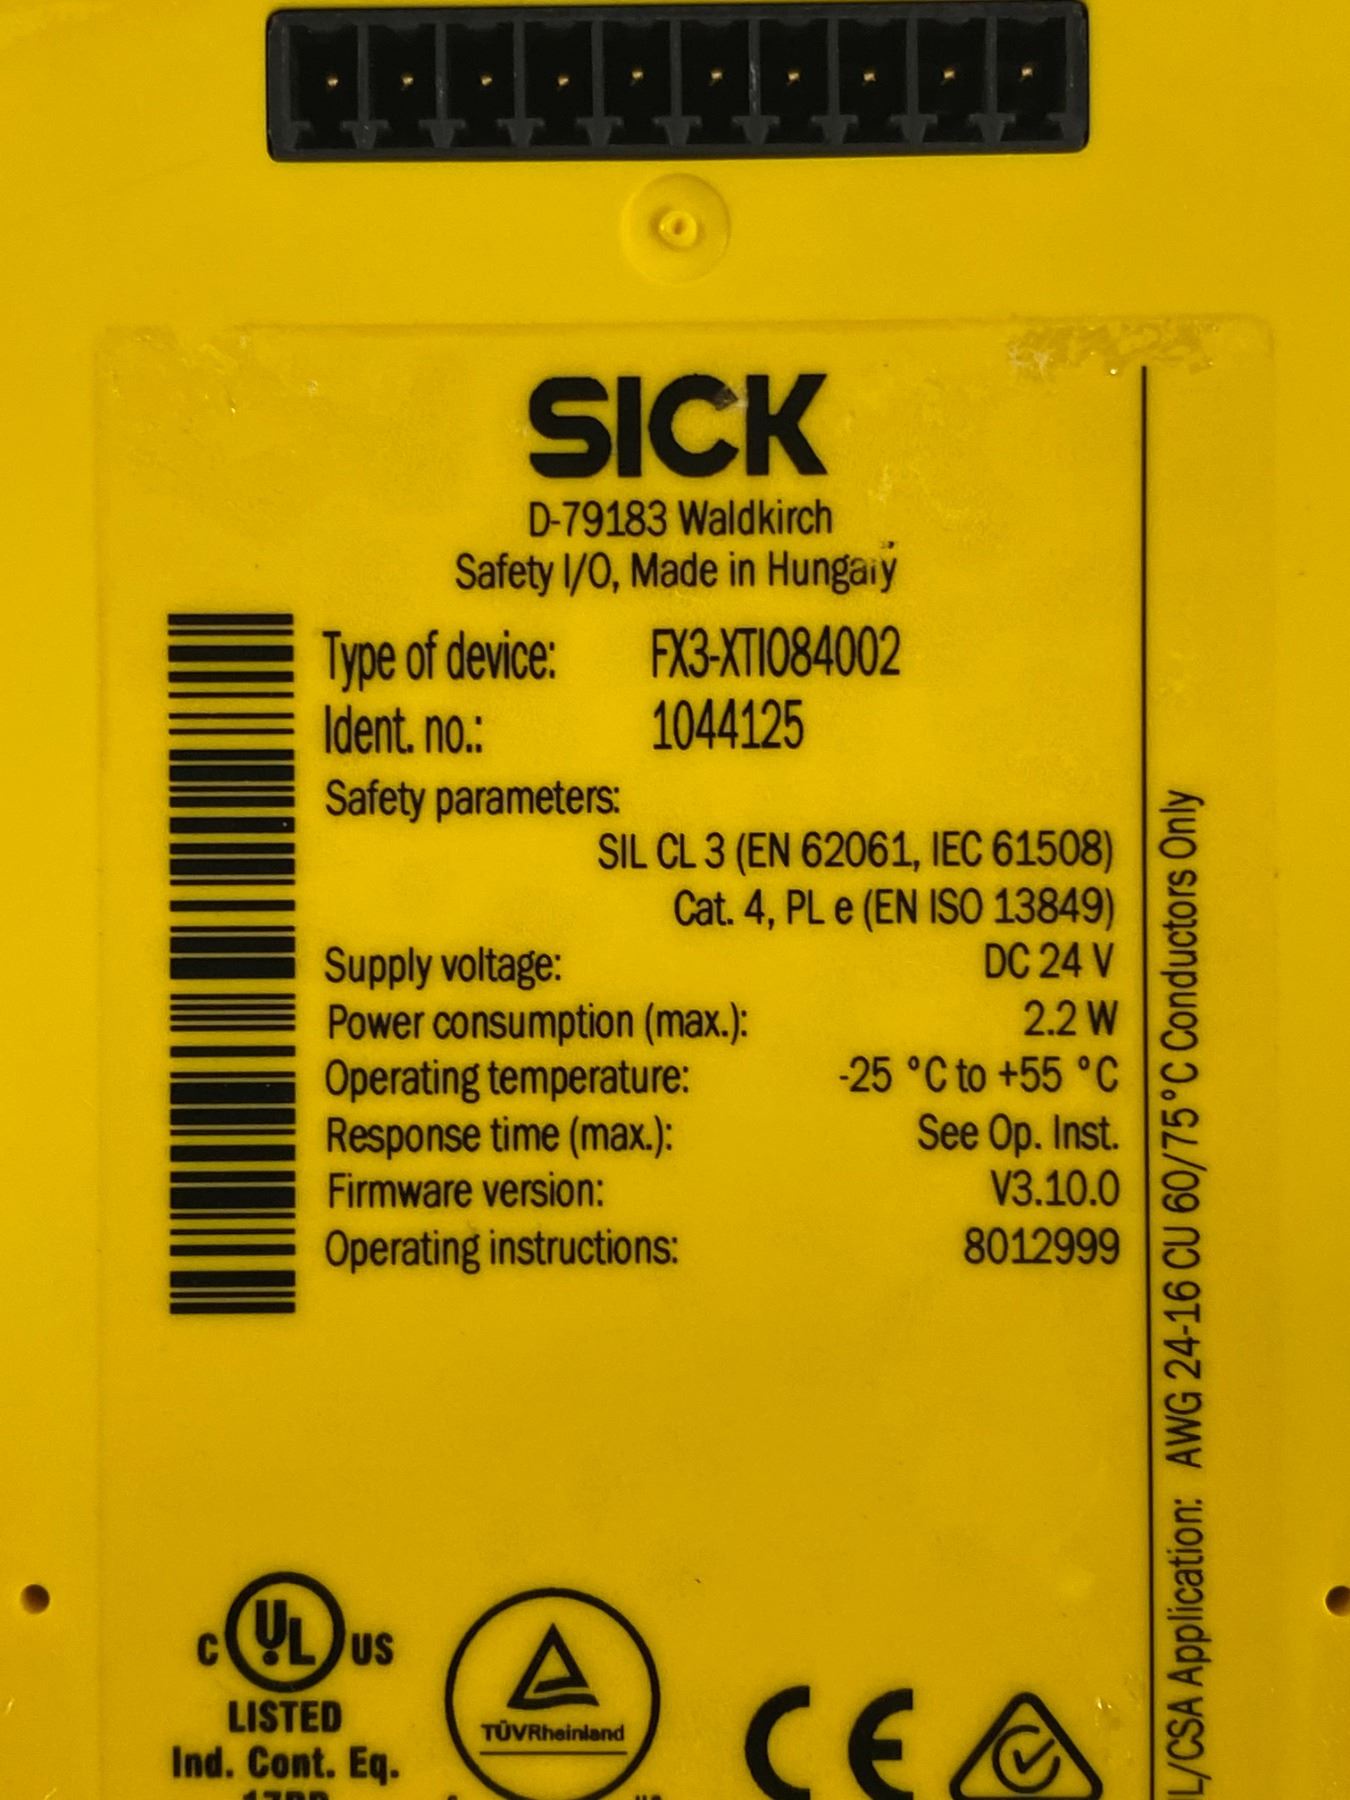 SICK
D-79183 Waldkirch
Safety I/O, Made in Hungary
Type of device: FX3-XTIO84002
Ident. no.: 1044125
Safety parameters:
SIL CL 3 (EN 62061, IEC 61508)
Cat. 4, PL e (EN ISO 13849)
Supply voltage: DC 24 V
Power consumption (max.): 2.2 W
Operating temperature: -25 °C to +55 °C
Response time (max.): See Op. Inst.
Firmware version: V3.10.0
Operating instructions: 8012999
L/CSA Application: AWG 24-16 CU 60/75°C Conductors Only
C UL US
LISTED
Ind. Cont. Eq.
TÜVRheinland
CE